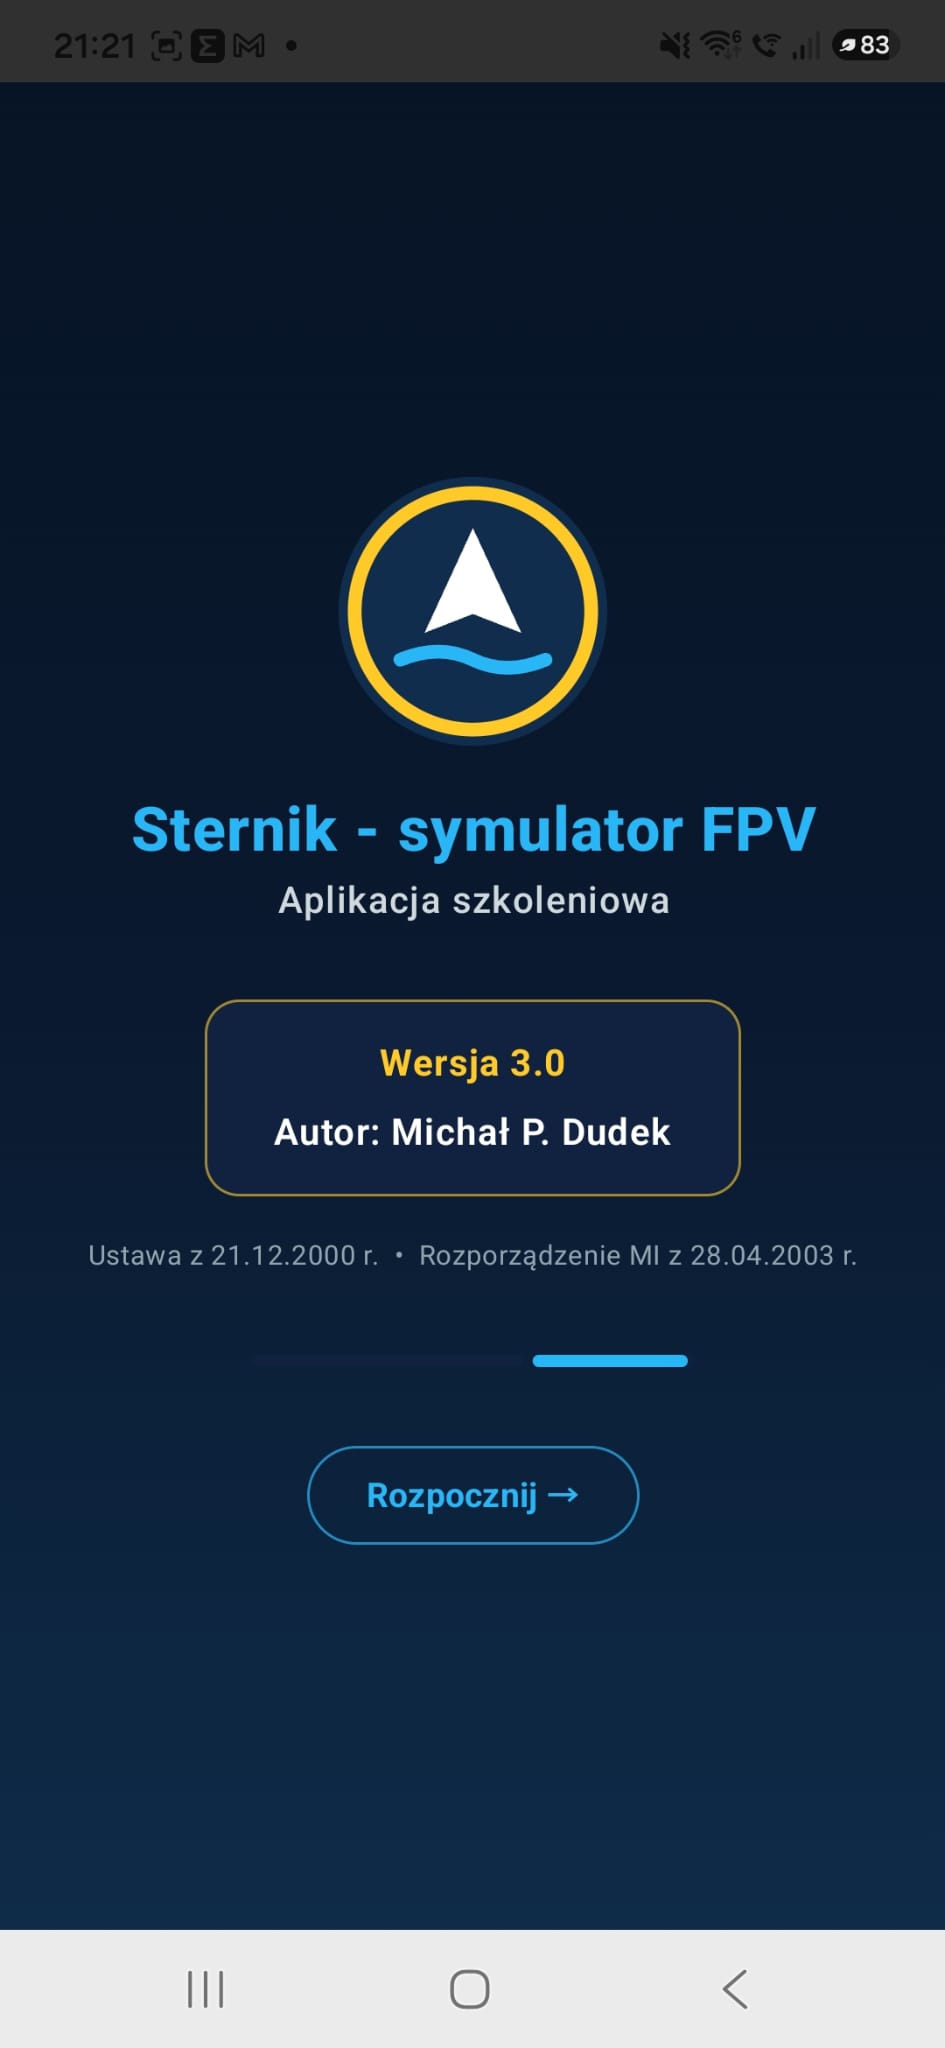 21:21
6
83
Sternik - symulator FPV
Aplikacja szkoleniowa
Wersja 3.0
Autor: Michał P. Dudek
Ustawa z 21.12.2000 r. • Rozporządzenie MI z 28.04.2003 r.
Rozpocznij →